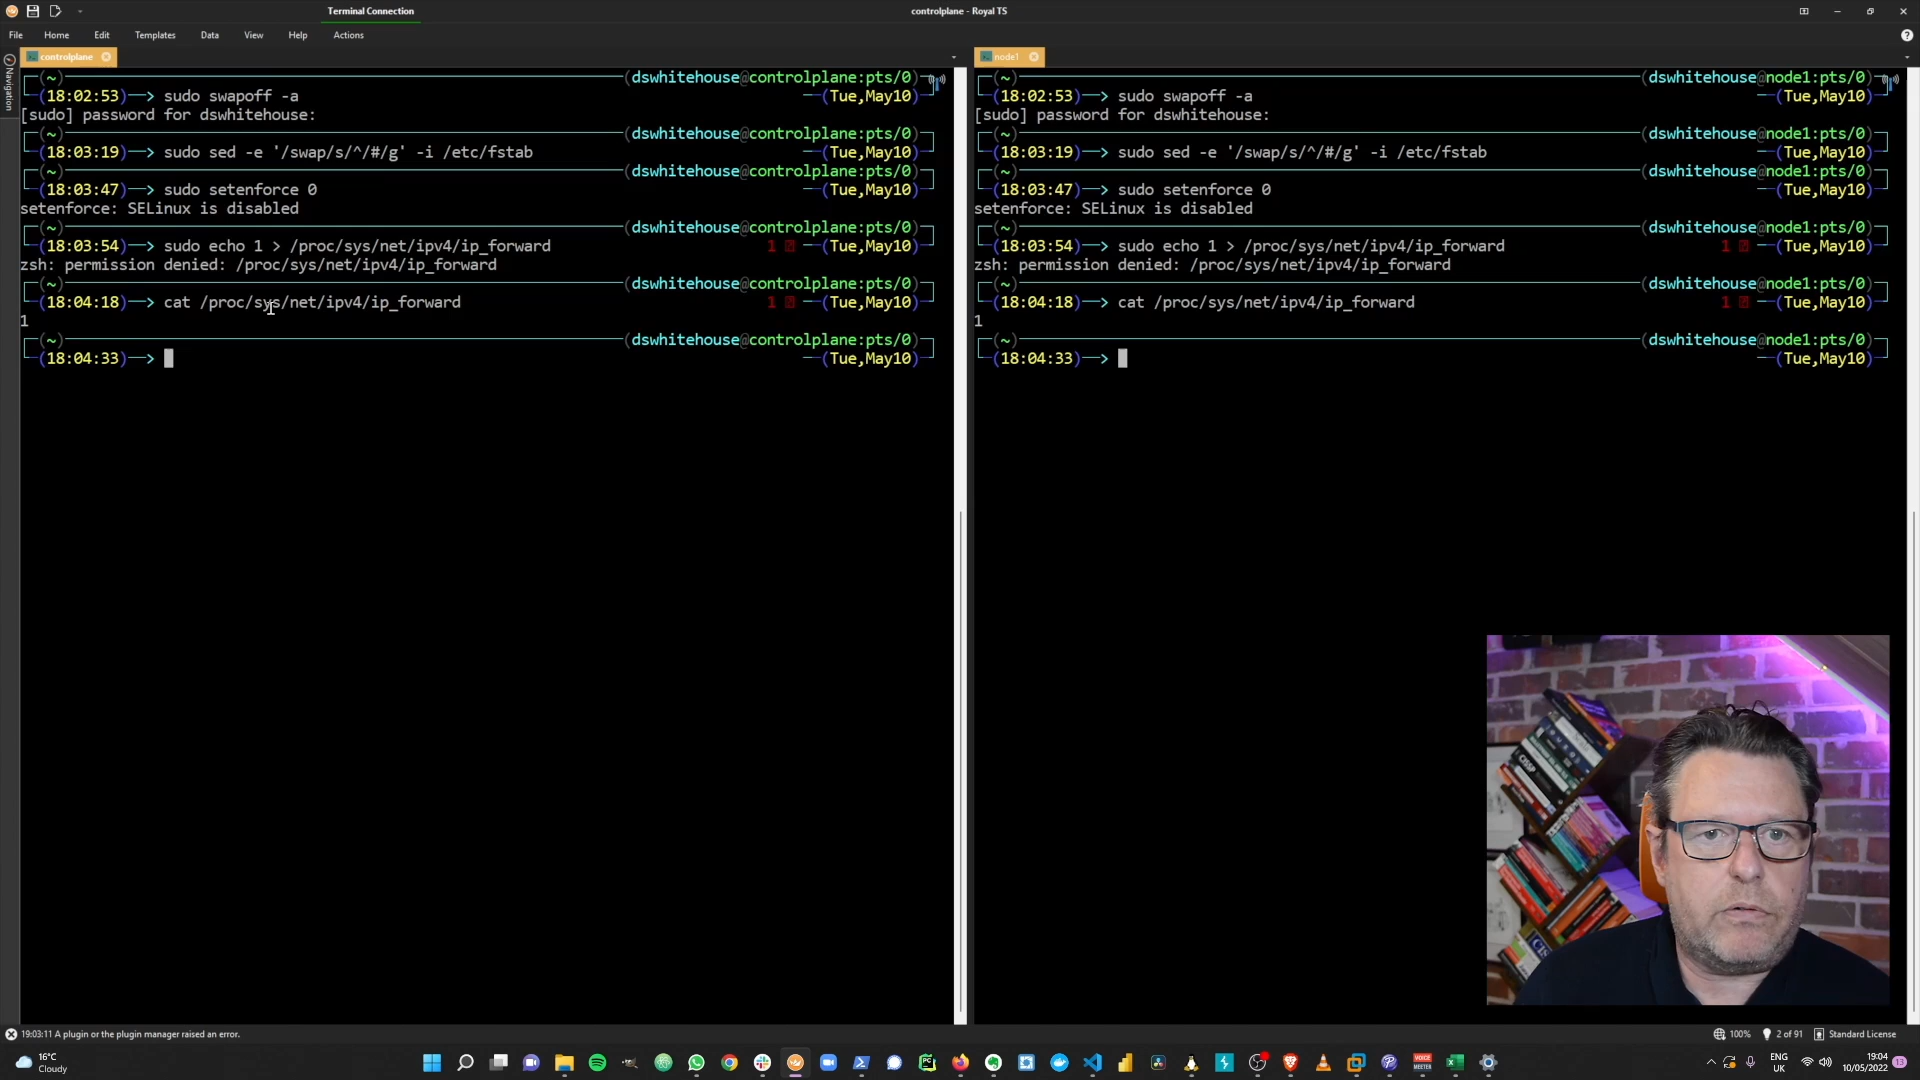 Terminal Connection
controlplane - Royal TS
File Home Edit Templates Data View Help Actions
Navigation
controlplane
(~) (dswhitehouse@controlplane:pts/0)
(18:02:53)──> sudo swapoff -a (Tue,May10)
[sudo] password for dswhitehouse:
(~) (dswhitehouse@controlplane:pts/0)
(18:03:19)──> sudo sed -e '/swap/s/^/#/g' -i /etc/fstab (Tue,May10)
(~) (dswhitehouse@controlplane:pts/0)
(18:03:47)──> sudo setenforce 0 (Tue,May10)
setenforce: SELinux is disabled
(~) (dswhitehouse@controlplane:pts/0)
(18:03:54)──> sudo echo 1 > /proc/sys/net/ipv4/ip_forward 1 (Tue,May10)
zsh: permission denied: /proc/sys/net/ipv4/ip_forward
(~) (dswhitehouse@controlplane:pts/0)
(18:04:18)──> cat /proc/sys/net/ipv4/ip_forward 1 (Tue,May10)
1
(~) (dswhitehouse@controlplane:pts/0)
(18:04:33)──> (Tue,May10)
node1
(~) (dswhitehouse@node1:pts/0)
(18:02:53)──> sudo swapoff -a (Tue,May10)
[sudo] password for dswhitehouse:
(~) (dswhitehouse@node1:pts/0)
(18:03:19)──> sudo sed -e '/swap/s/^/#/g' -i /etc/fstab (Tue,May10)
(~) (dswhitehouse@node1:pts/0)
(18:03:47)──> sudo setenforce 0 (Tue,May10)
setenforce: SELinux is disabled
(~) (dswhitehouse@node1:pts/0)
(18:03:54)──> sudo echo 1 > /proc/sys/net/ipv4/ip_forward 1 (Tue,May10)
zsh: permission denied: /proc/sys/net/ipv4/ip_forward
(~) (dswhitehouse@node1:pts/0)
(18:04:18)──> cat /proc/sys/net/ipv4/ip_forward 1 (Tue,May10)
1
(~) (dswhitehouse@node1:pts/0)
(18:04:33)──> (Tue,May10)
CISSP
19:03:11 A plugin or the plugin manager raised an error.
100% 2 of 91 Standard License
16°C
Cloudy
VOICE
MEETER
ENG
UK
19:04
10/05/2022
13